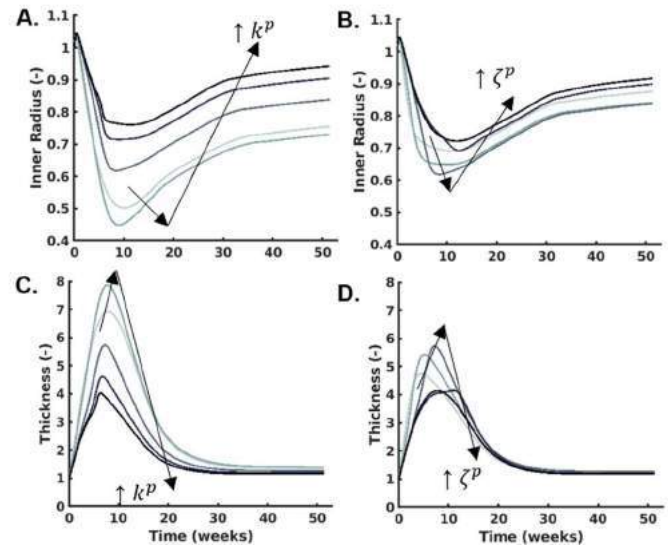 A.
↑ k^p
Inner Radius (-)
1.1
1
0.9
0.8
0.7
0.6
0.5
0.4
0 10 20 30 40 50
B.
↑ ζ^p
Inner Radius (-)
1.1
1
0.9
0.8
0.7
0.6
0.5
0.4
0 10 20 30 40 50
C.
↑ k^p
Thickness (-)
8
7
6
5
4
3
2
1
0
0 10 20 30 40 50
Time (weeks)
D.
↑ ζ^p
Thickness (-)
8
7
6
5
4
3
2
1
0
0 10 20 30 40 50
Time (weeks)